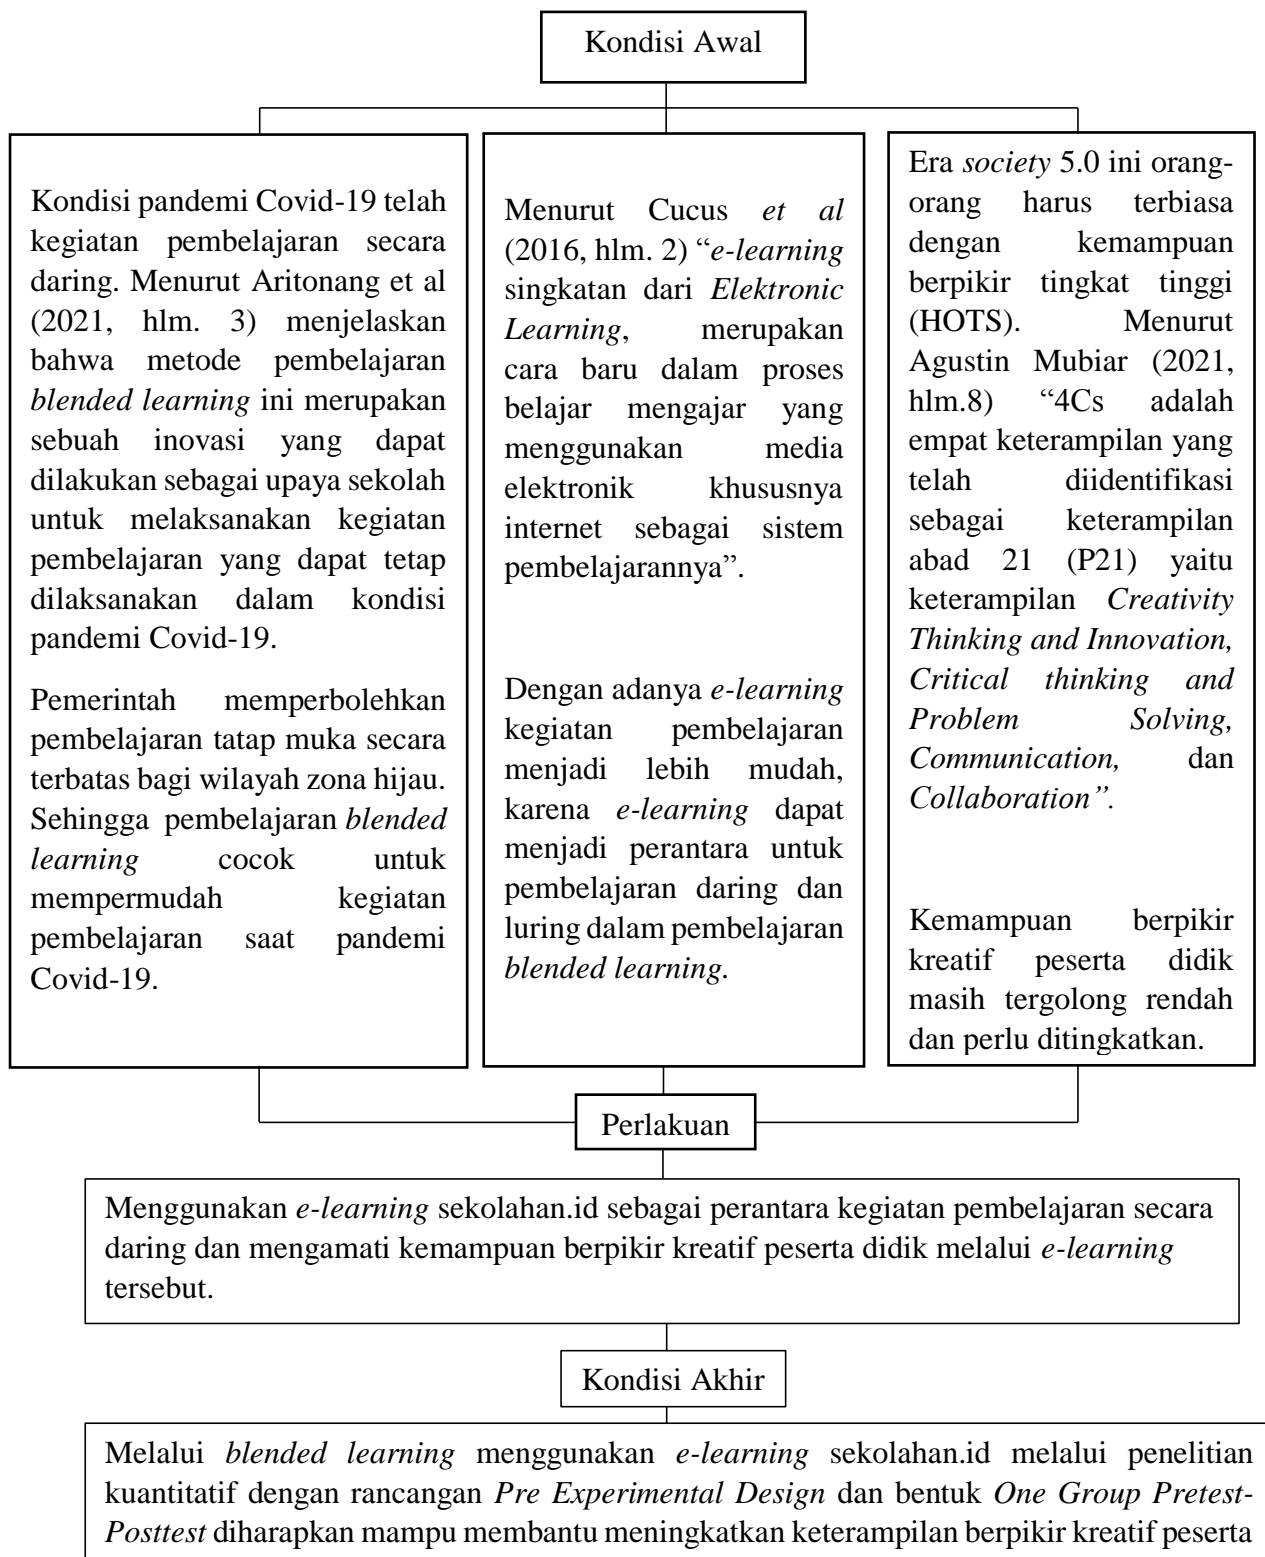 Kondisi Awal
Kondisi pandemi Covid-19 telah
kegiatan pembelajaran secara
daring. Menurut Aritonang et al
(2021, hlm. 3) menjelaskan
bahwa metode pembelajaran
blended learning ini merupakan
sebuah inovasi yang dapat
dilakukan sebagai upaya sekolah
untuk melaksanakan kegiatan
pembelajaran yang dapat tetap
dilaksanakan dalam kondisi
pandemi Covid-19.
Pemerintah memperbolehkan
pembelajaran tatap muka secara
terbatas bagi wilayah zona hijau.
Sehingga pembelajaran blended
learning cocok untuk
mempermudah kegiatan
pembelajaran saat pandemi
Covid-19.
Menurut Cucus et al
(2016, hlm. 2) “e-learning
singkatan dari Elektronic
Learning, merupakan
cara baru dalam proses
belajar mengajar yang
menggunakan media
elektronik khususnya
internet sebagai sistem
pembelajarannya”.
Dengan adanya e-learning
kegiatan pembelajaran
menjadi lebih mudah,
karena e-learning dapat
menjadi perantara untuk
pembelajaran daring dan
luring dalam pembelajaran
blended learning.
Era society 5.0 ini orang-
orang harus terbiasa
dengan kemampuan
berpikir tingkat tinggi
(HOTS). Menurut
Agustin Mubiar (2021,
hlm.8) “4Cs adalah
empat keterampilan yang
telah diidentifikasi
sebagai keterampilan
abad 21 (P21) yaitu
keterampilan Creativity
Thinking and Innovation,
Critical thinking and
Problem Solving,
Communication, dan
Collaboration”.
Kemampuan berpikir
kreatif peserta didik
masih tergolong rendah
dan perlu ditingkatkan.
Perlakuan
Menggunakan e-learning sekolahan.id sebagai perantara kegiatan pembelajaran secara
daring dan mengamati kemampuan berpikir kreatif peserta didik melalui e-learning
tersebut.
Kondisi Akhir
Melalui blended learning menggunakan e-learning sekolahan.id melalui penelitian
kuantitatif dengan rancangan Pre Experimental Design dan bentuk One Group Pretest-
Posttest diharapkan mampu membantu meningkatkan keterampilan berpikir kreatif peserta